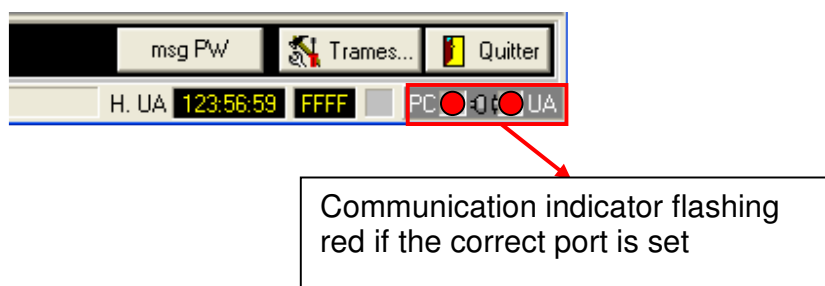 msg PW Trames... Quitter
H. UA 123:56:59 FFFF PC UA
Communication indicator flashing
red if the correct port is set